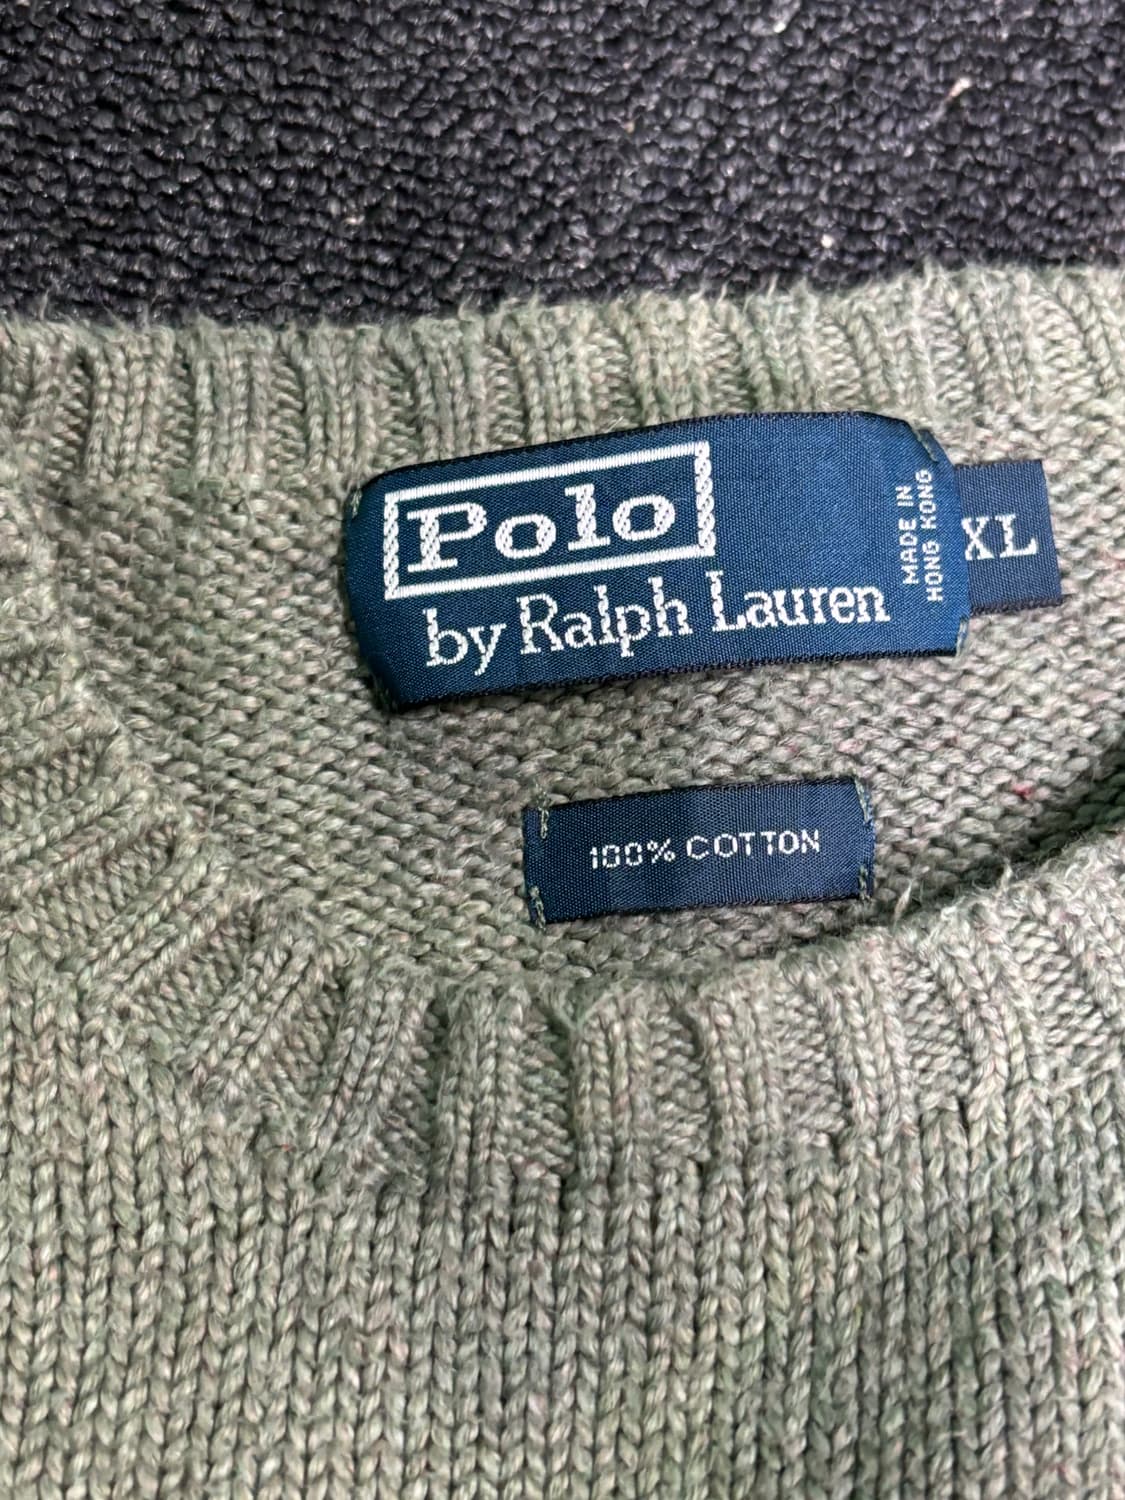 Polo
by Ralph Lauren
MADE IN
HONG KONG
XL
100% COTTON